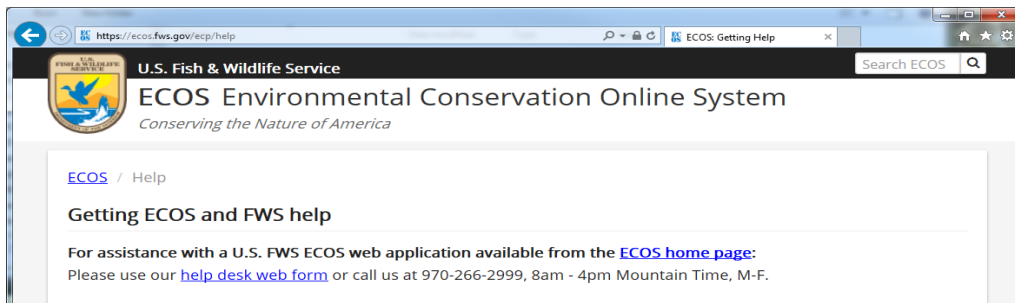 https://ecos.fws.gov/ecp/help
ECOS: Getting Help
U.S.
FISH & WILDLIFE
SERVICE
U.S. Fish & Wildlife Service
Search ECOS
ECOS Environmental Conservation Online System
Conserving the Nature of America
ECOS / Help
Getting ECOS and FWS help
For assistance with a U.S. FWS ECOS web application available from the ECOS home page:
Please use our help desk web form or call us at 970-266-2999, 8am - 4pm Mountain Time, M-F.